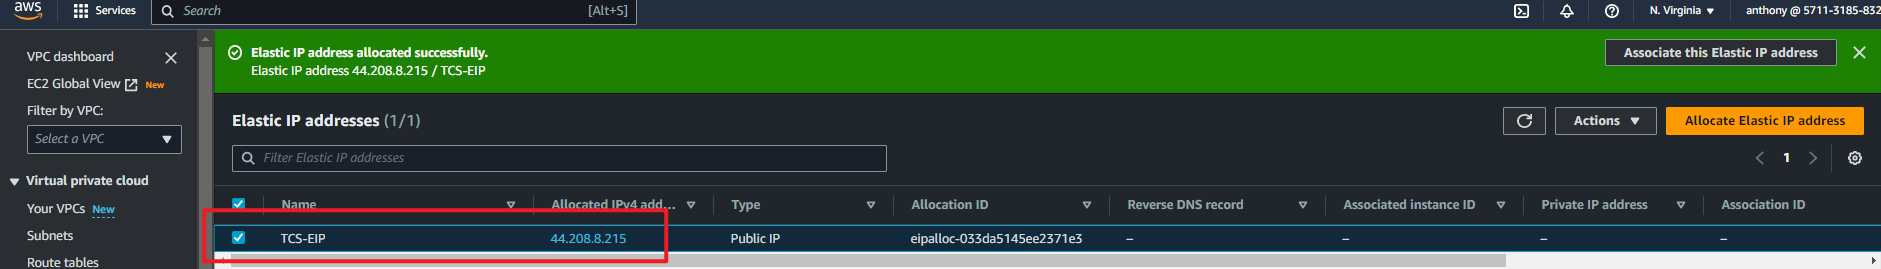 aws
Services
Search
[Alt+S]
N. Virginia
anthony @ 5711-3185-832
VPC dashboard
EC2 Global View
New
Filter by VPC:
Select a VPC
Virtual private cloud
Your VPCs New
Subnets
Route tables
Elastic IP address allocated successfully.
Elastic IP address 44.208.8.215 / TCS-EIP
Associate this Elastic IP address
Elastic IP addresses (1/1)
Actions
Allocate Elastic IP address
Filter Elastic IP addresses
1
Name Allocated IPv4 add... Type Allocation ID Reverse DNS record Associated instance ID Private IP address Association ID
TCS-EIP 44.208.8.215 Public IP eipalloc-033da5145ee2371e3 – – – –